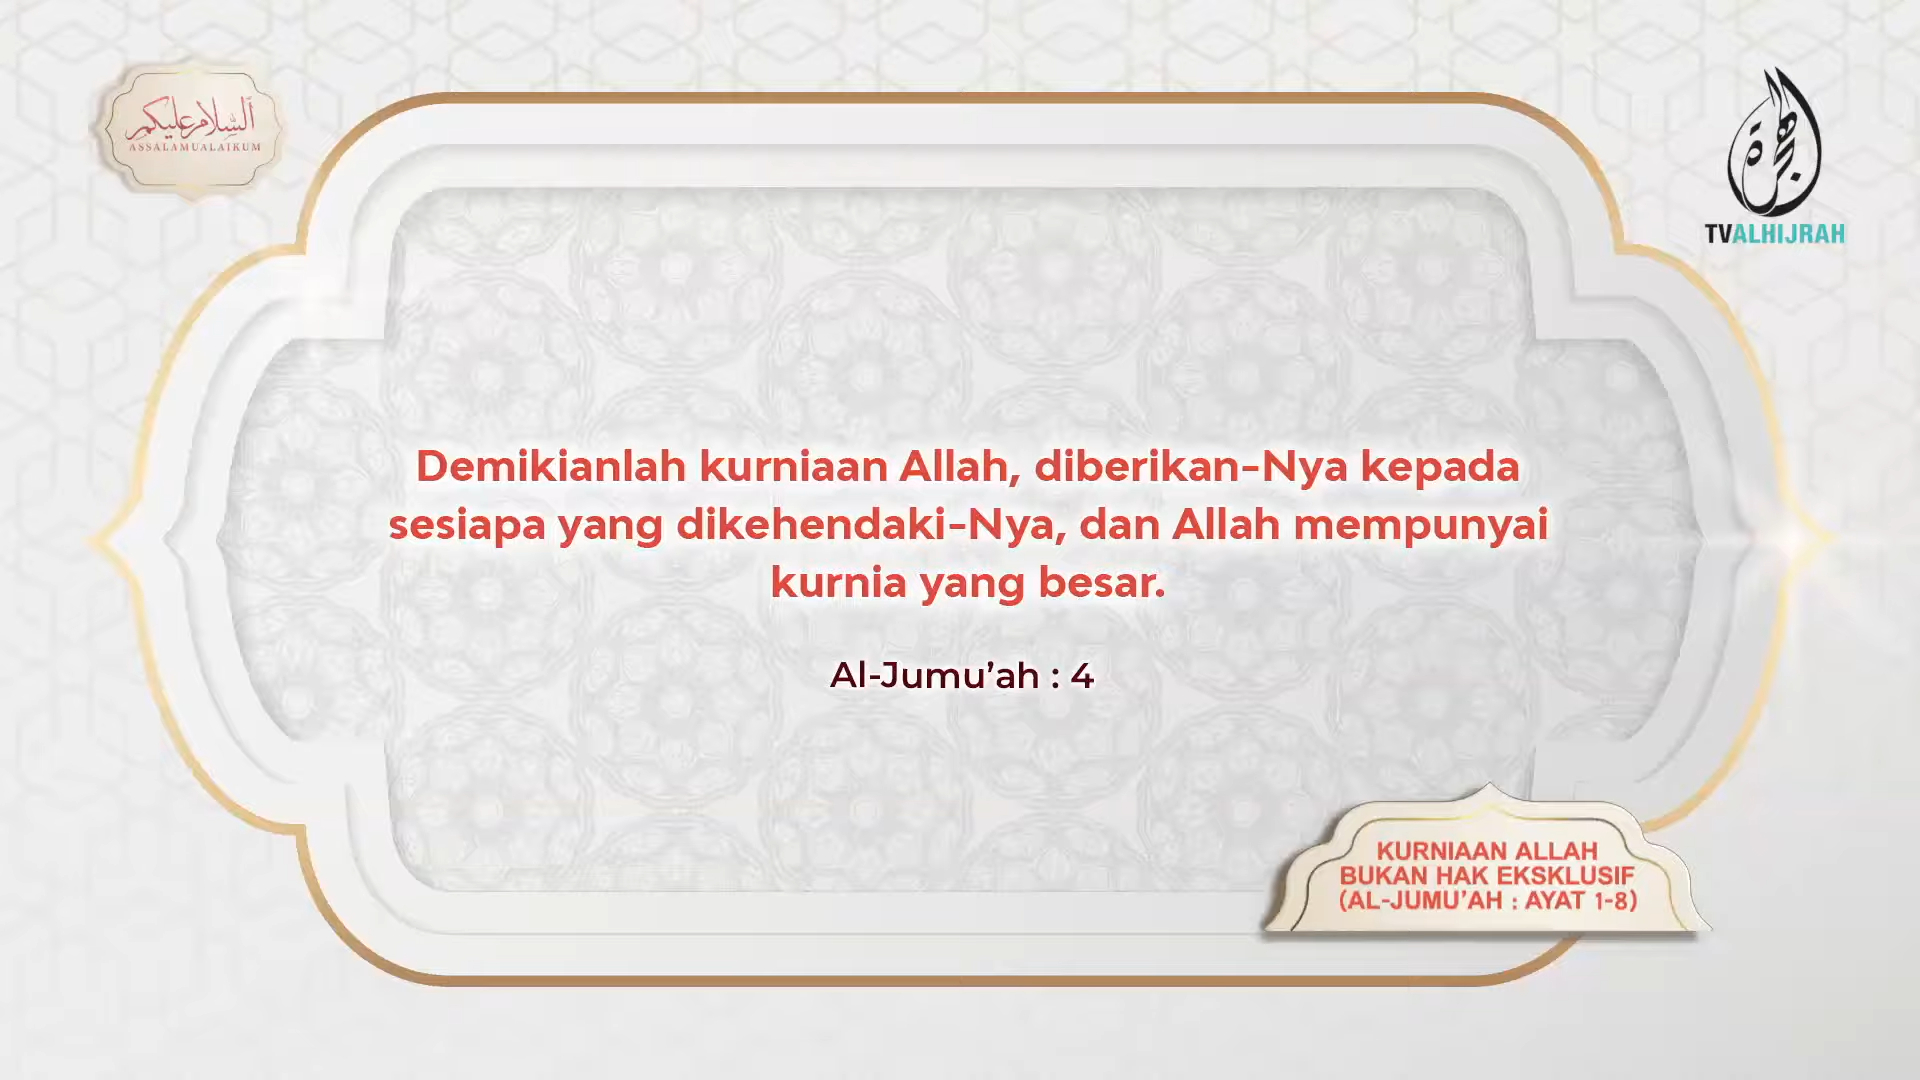 السلام عليكم
ASSALAMUALAIKUM
هجرة
TVALHIJRAH
Demikianlah kurniaan Allah, diberikan-Nya kepada
sesiapa yang dikehendaki-Nya, dan Allah mempunyai
kurnia yang besar.
Al-Jumu’ah : 4
KURNIAAN ALLAH
BUKAN HAK EKSKLUSIF
(AL-JUMU’AH : AYAT 1-8)